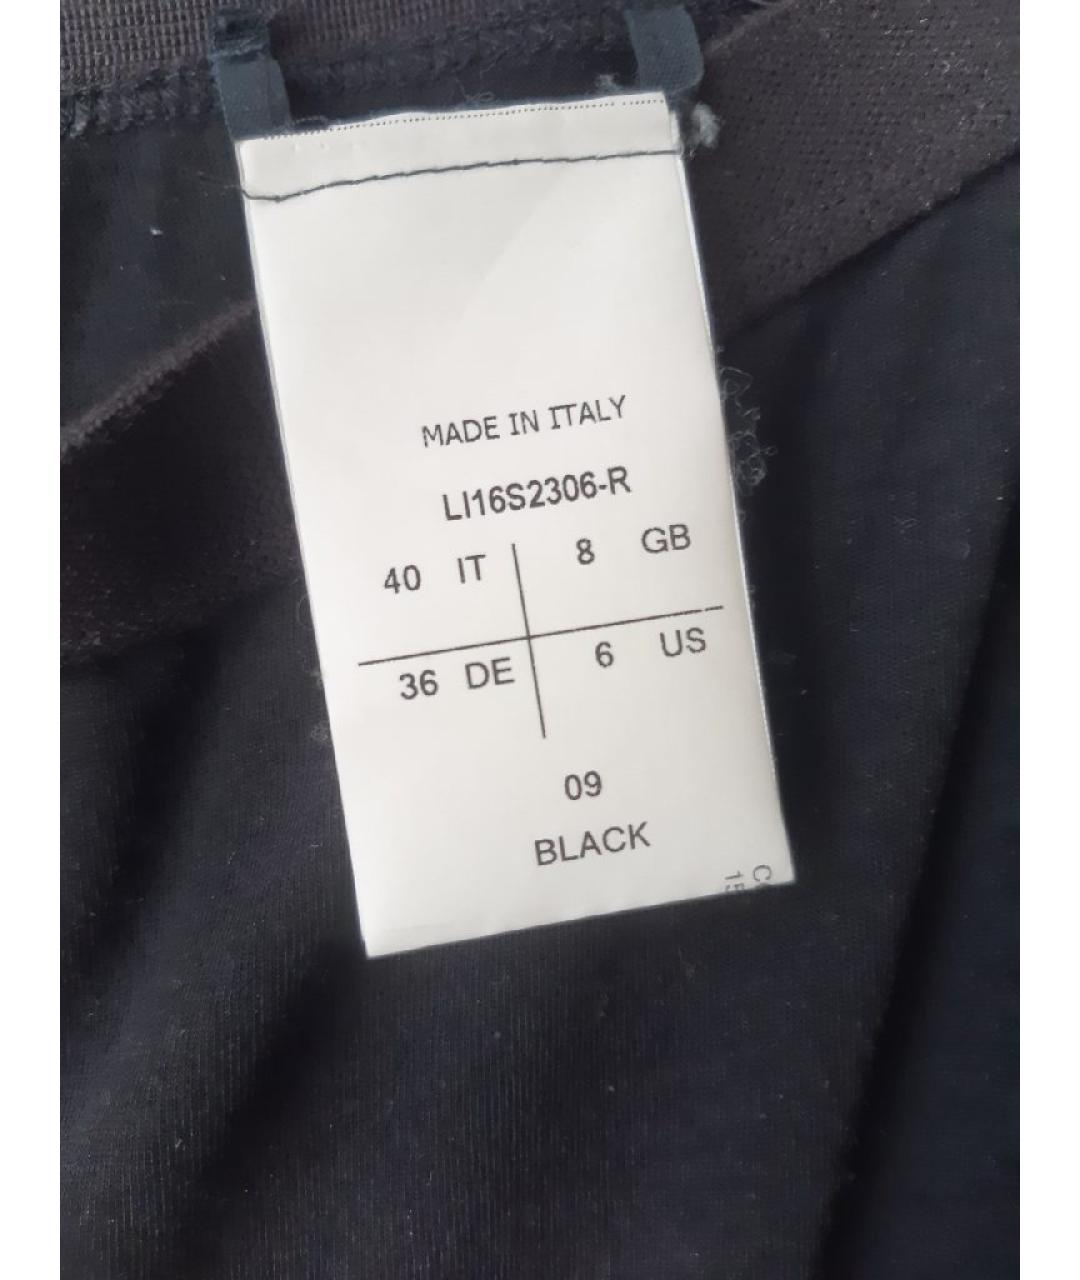 MADE IN ITALY
LI16S2306-R
40 IT 8 GB
36 DE 6 US
09
BLACK